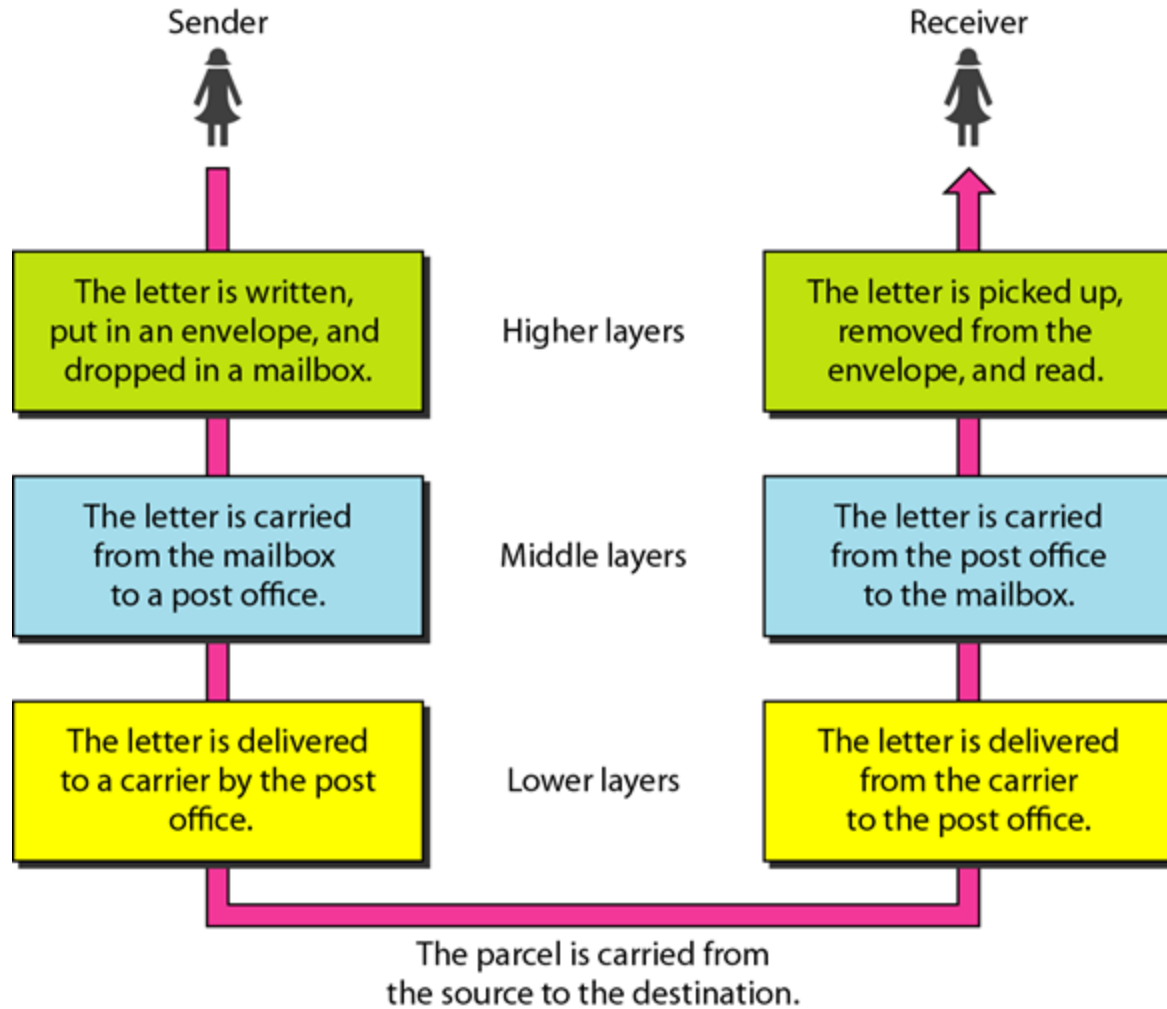 Sender
Receiver
The letter is written,
put in an envelope, and
dropped in a mailbox.
Higher layers
The letter is picked up,
removed from the
envelope, and read.
The letter is carried
from the mailbox
to a post office.
Middle layers
The letter is carried
from the post office
to the mailbox.
The letter is delivered
to a carrier by the post
office.
Lower layers
The letter is delivered
from the carrier
to the post office.
The parcel is carried from
the source to the destination.